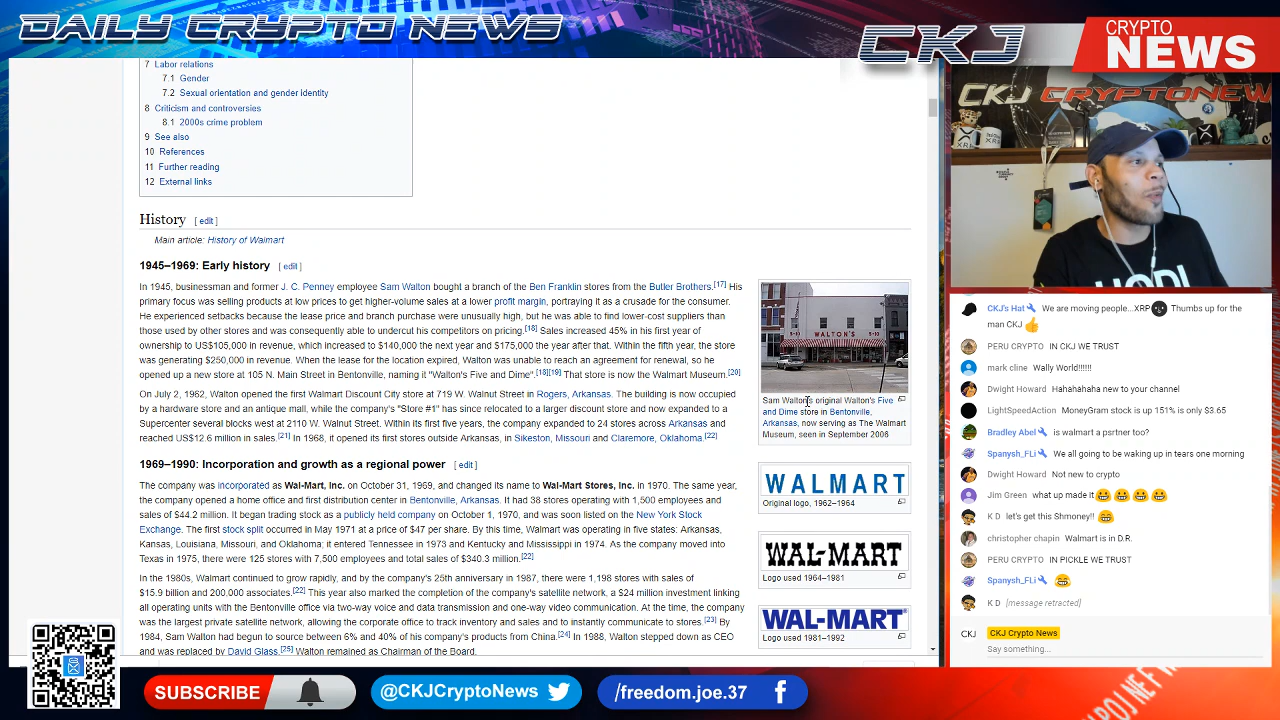 DAILY CRYPTO NEWS
CKJ
CRYPTO
NEWS
7 Labor relations
7.1 Gender
7.2 Sexual orientation and gender identity
8 Criticism and controversies
8.1 2000s crime problem
9 See also
10 References
11 Further reading
12 External links
History [ edit ]
Main article: History of Walmart
1945–1969: Early history [ edit ]
In 1945, businessman and former J. C. Penney employee Sam Walton bought a branch of the Ben Franklin stores from the Butler Brothers.[17] His
primary focus was selling products at low prices to get higher-volume sales at a lower profit margin, portraying it as a crusade for the consumer.
He experienced setbacks because the lease price and branch purchase were unusually high, but he was able to find lower-cost suppliers than
those used by other stores and was consequently able to undercut his competitors on pricing.[18] Sales increased 45% in his first year of
ownership to US$105,000 in revenue, which increased to $140,000 the next year and $175,000 the year after that. Within the fifth year, the store
was generating $250,000 in revenue. When the lease for the location expired, Walton was unable to reach an agreement for renewal, so he
opened up a new store at 105 N. Main Street in Bentonville, naming it "Walton's Five and Dime".[18][19] That store is now the Walmart Museum.[20]
On July 2, 1962, Walton opened the first Walmart Discount City store at 719 W. Walnut Street in Rogers, Arkansas. The building is now occupied
by a hardware store and an antique mall, while the company's "Store #1" has since relocated to a larger discount store and now expanded to a
Supercenter several blocks west at 2110 W. Walnut Street. Within its first five years, the company expanded to 24 stores across Arkansas and
reached US$12.6 million in sales.[21] In 1968, it opened its first stores outside Arkansas, in Sikeston, Missouri and Claremore, Oklahoma.[22]
WALTON'S
Sam Walton's original Walton's Five
and Dime store in Bentonville,
Arkansas, now serving as The Walmart
Museum, seen in September 2006
1969–1990: Incorporation and growth as a regional power [ edit ]
The company was incorporated as Wal-Mart, Inc. on October 31, 1969, and changed its name to Wal-Mart Stores, Inc. in 1970. The same year,
the company opened a home office and first distribution center in Bentonville, Arkansas. It had 38 stores operating with 1,500 employees and
sales of $44.2 million. It began trading stock as a publicly held company on October 1, 1970, and was soon listed on the New York Stock
Exchange. The first stock split occurred in May 1971 at a price of $47 per share. By this time, Walmart was operating in five states: Arkansas,
Kansas, Louisiana, Missouri, and Oklahoma; it entered Tennessee in 1973 and Kentucky and Mississippi in 1974. As the company moved into
Texas in 1975, there were 125 stores with 7,500 employees and total sales of $340.3 million.[22]
In the 1980s, Walmart continued to grow rapidly, and by the company's 25th anniversary in 1987, there were 1,198 stores with sales of
$15.9 billion and 200,000 associates.[22] This year also marked the completion of the company's satellite network, a $24 million investment linking
all operating units with the Bentonville office via two-way voice and data transmission and one-way video communication. At the time, the company
was the largest private satellite network, allowing the corporate office to track inventory and sales and to instantly communicate to stores.[23] By
1984, Sam Walton had begun to source between 6% and 40% of his company's products from China.[24] In 1988, Walton stepped down as CEO
and was replaced by David Glass.[25] Walton remained as Chairman of the Board.
WALMART
Original logo, 1962–1964
WAL-MART
Logo used 1964–1981
WAL-MART®
Logo used 1981–1992
CKJ CRYPTONEW
XRP
HODL
CKJ's Hat We are moving people...XRP Thumbs up for the
man CKJ
PERU CRYPTO IN CKJ WE TRUST
mark cline Wally World!!!!!!
Dwight Howard Hahahahaha new to your channel
LightSpeedAction MoneyGram stock is up 151% is only $3.65
Bradley Abel is walmart a psrtner too?
Spanysh_FLi We all going to be waking up in tears one morning
Dwight Howard Not new to crypto
Jim Green what up made it
K D let's get this Shmoney!!
christopher chapin Walmart is in D.R.
PERU CRYPTO IN PICKLE WE TRUST
Spanysh_FLi
K D [message retracted]
CKJ CKJ Crypto News
Say something...
SUBSCRIBE
@CKJCryptoNews
/freedom.joe.37